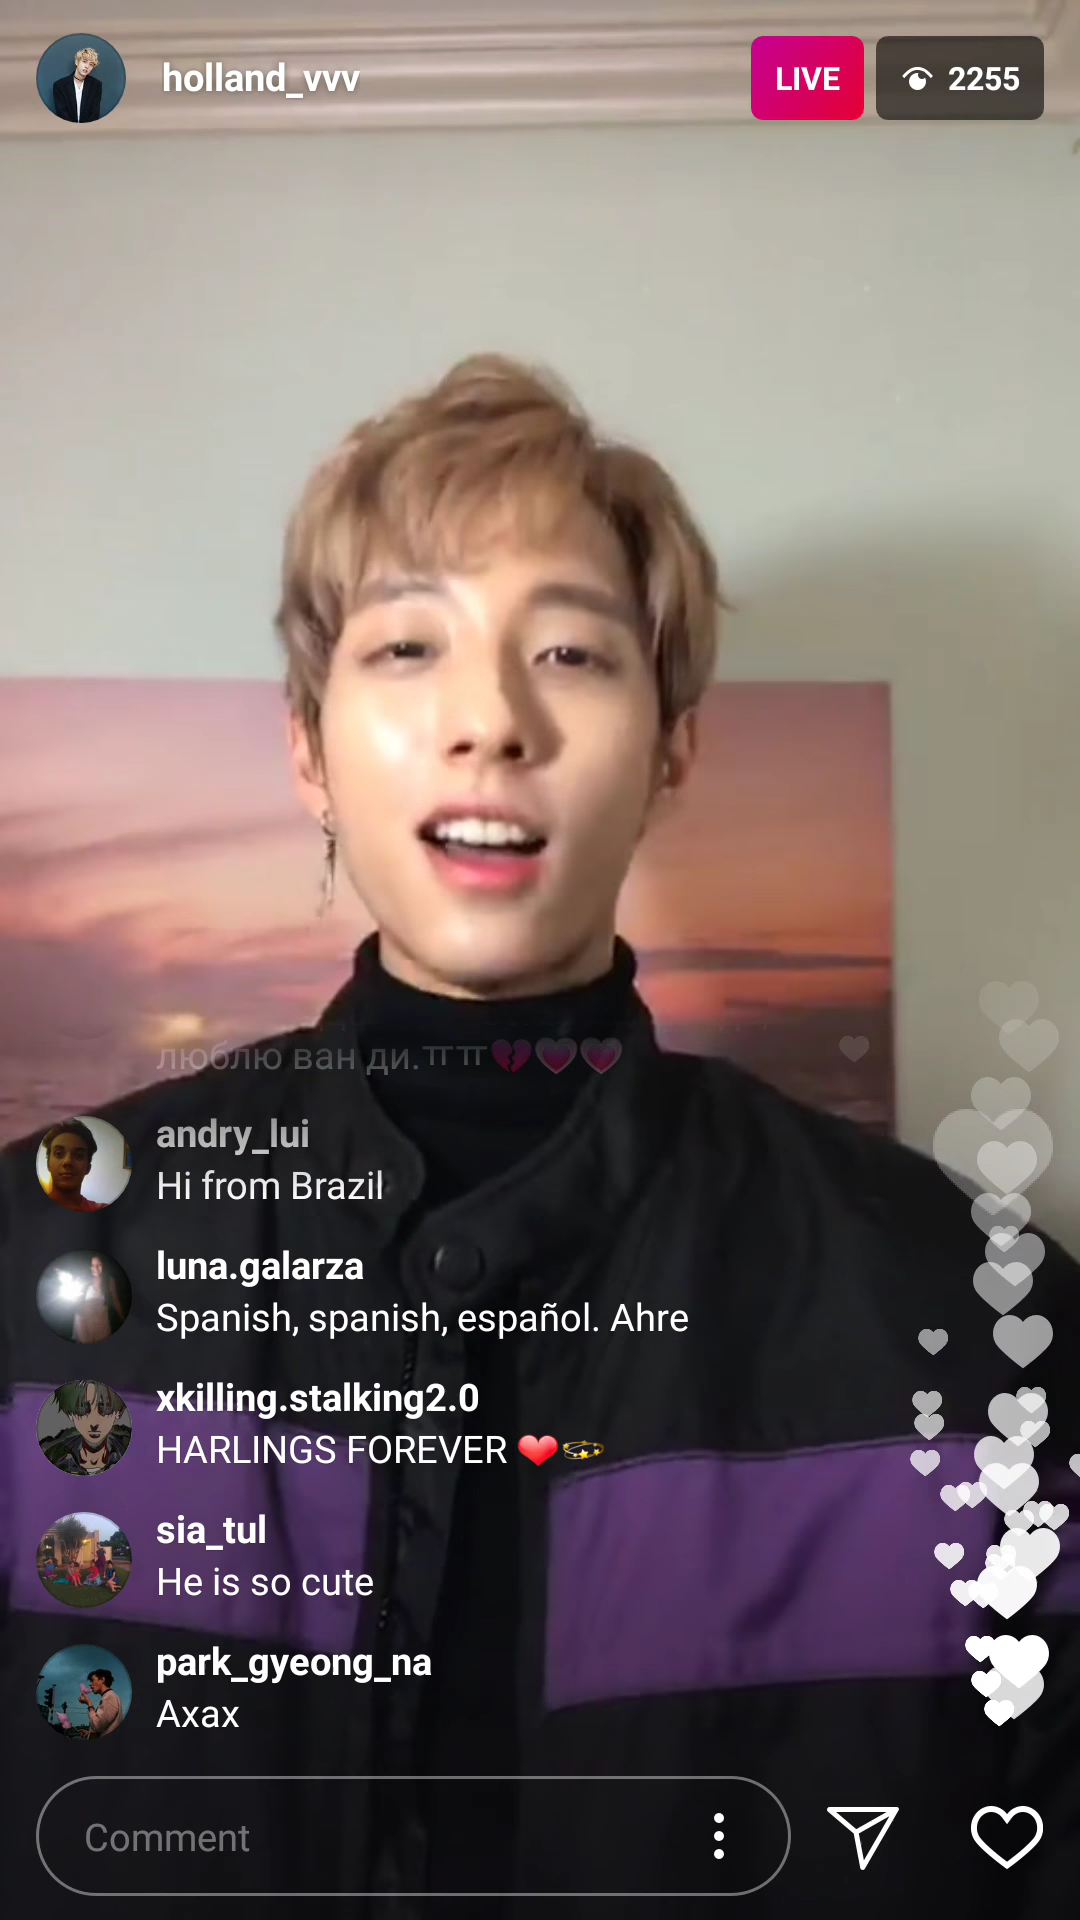 holland_vvv
LIVE
2255
люблю ван ди.ㅠㅠ💔💗💗
andry_lui
Hi from Brazil
luna.galarza
Spanish, spanish, español. Ahre
xkilling.stalking2.0
HARLINGS FOREVER ❤️💫
sia_tul
He is so cute
park_gyeong_na
Axax
Comment